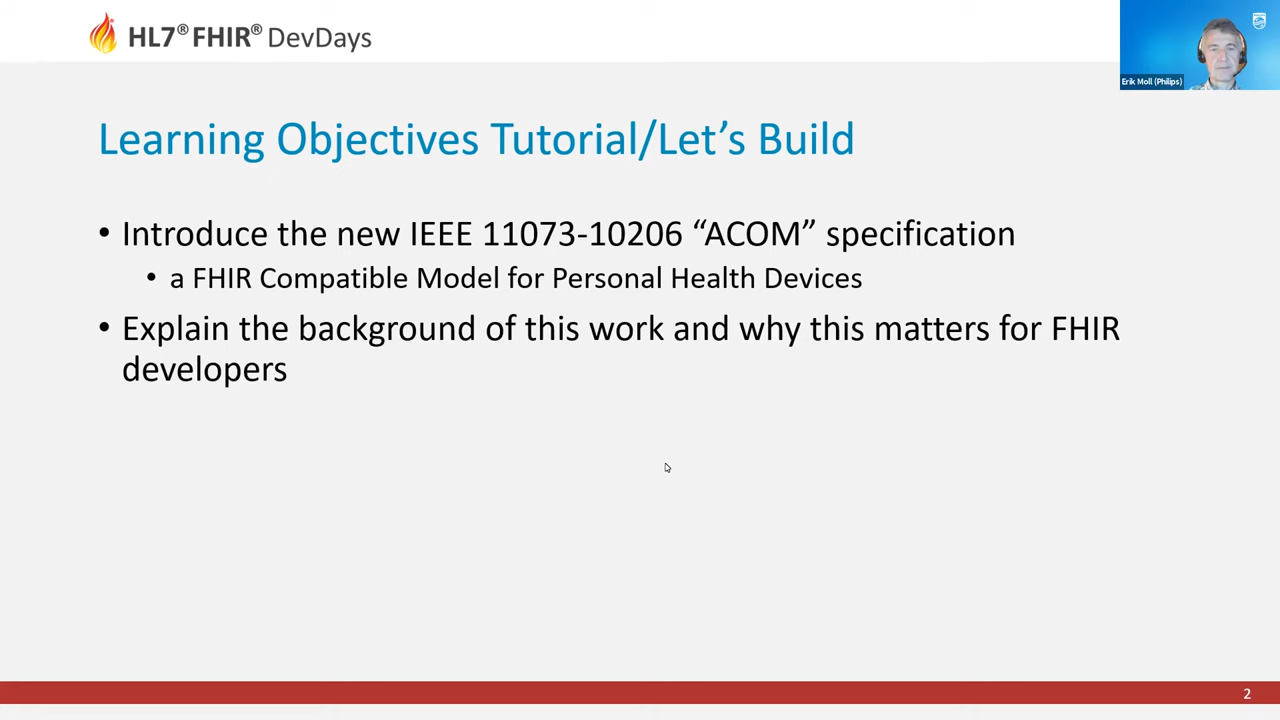 HL7® FHIR® DevDays
Erik Moll (Philips)
Learning Objectives Tutorial/Let’s Build
• Introduce the new IEEE 11073-10206 “ACOM” specification
• a FHIR Compatible Model for Personal Health Devices
• Explain the background of this work and why this matters for FHIR
developers
2